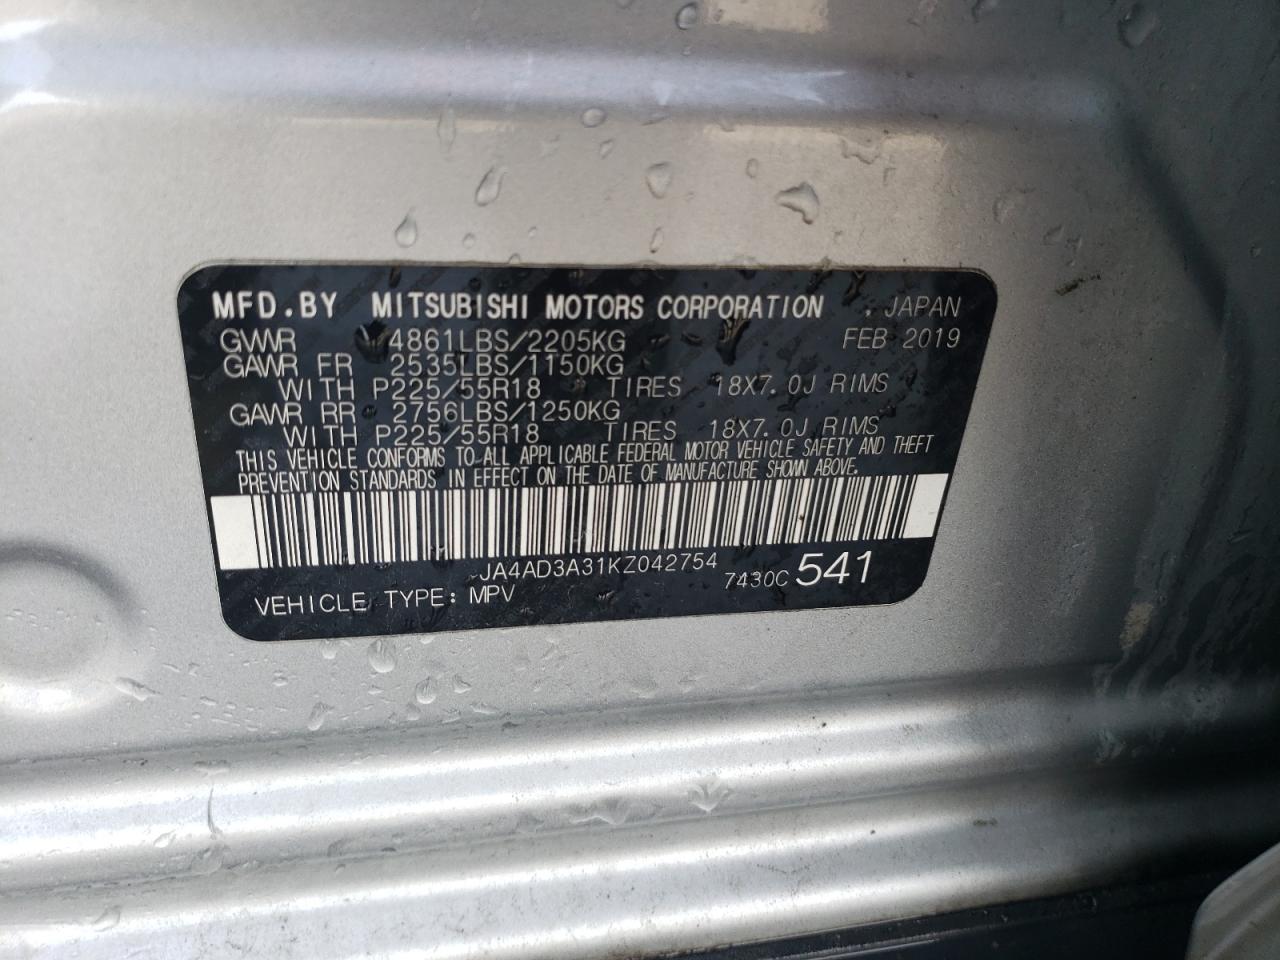 MFD.BY MITSUBISHI MOTORS CORPORATION JAPAN
GVWR 4861LBS/2205KG FEB 2019
GAWR FR 2535LBS/1150KG
WITH P225/55R18 TIRES 18X7.0J RIMS
GAWR RR 2756LBS/1250KG
WITH P225/55R18 TIRES 18X7.0J RIMS
THIS VEHICLE CONFORMS TO ALL APPLICABLE FEDERAL MOTOR VEHICLE SAFETY AND THEFT
PREVENTION STANDARDS IN EFFECT ON THE DATE OF MANUFACTURE SHOWN ABOVE.
JA4AD3A31KZ042754 7430C 541
VEHICLE TYPE: MPV